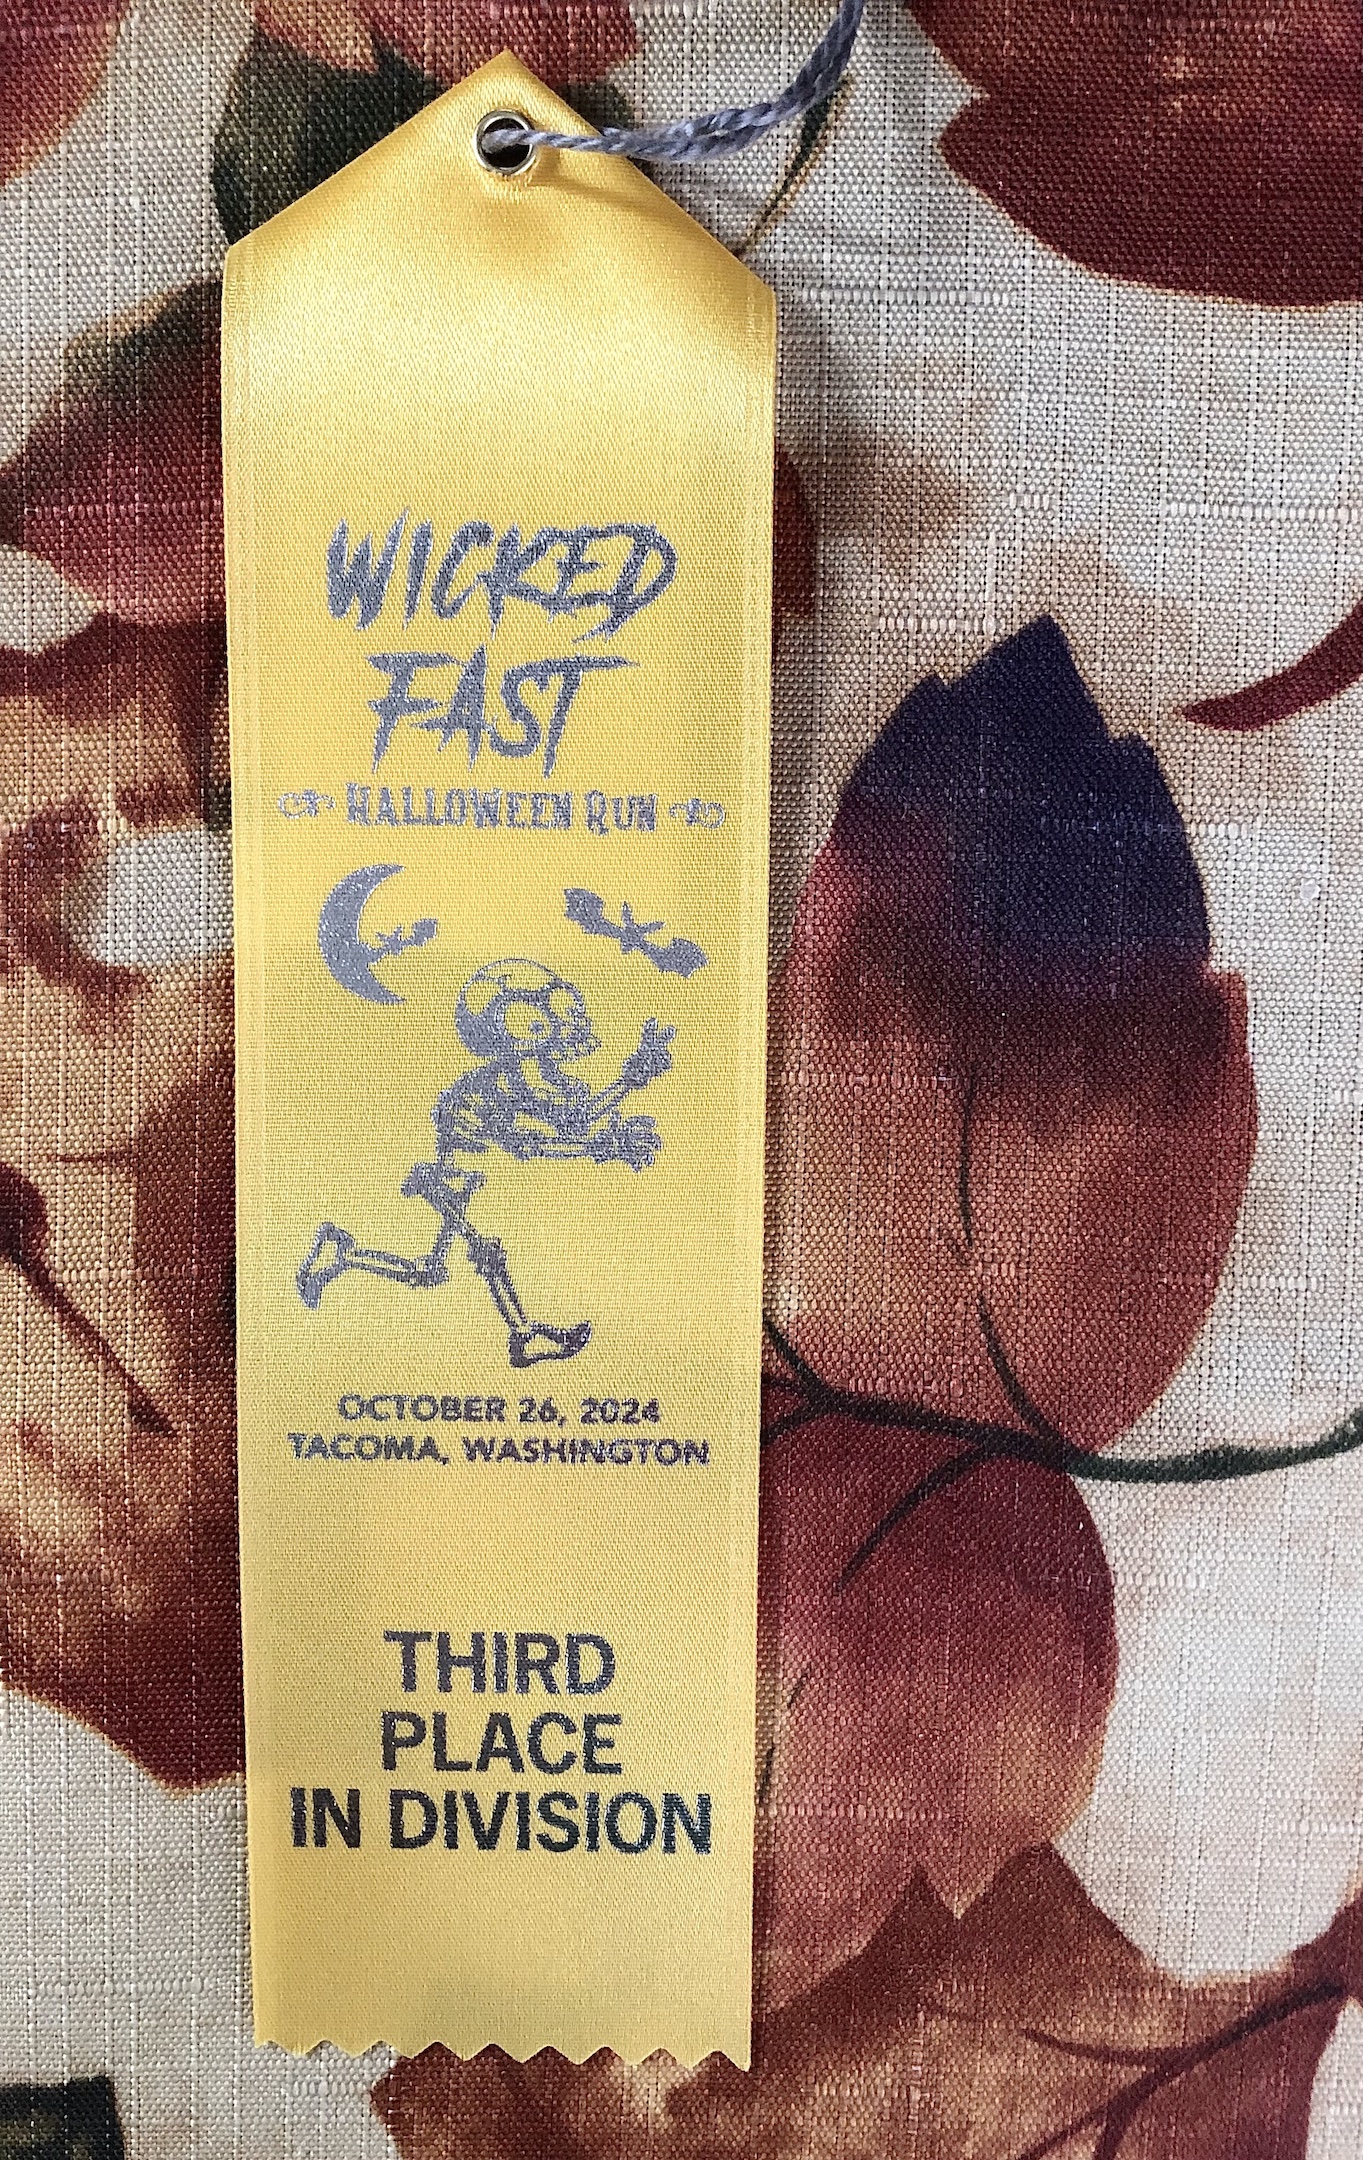 WICKED
FAST
HALLOWEEN RUN
OCTOBER 26, 2024
TACOMA, WASHINGTON
THIRD
PLACE
IN DIVISION